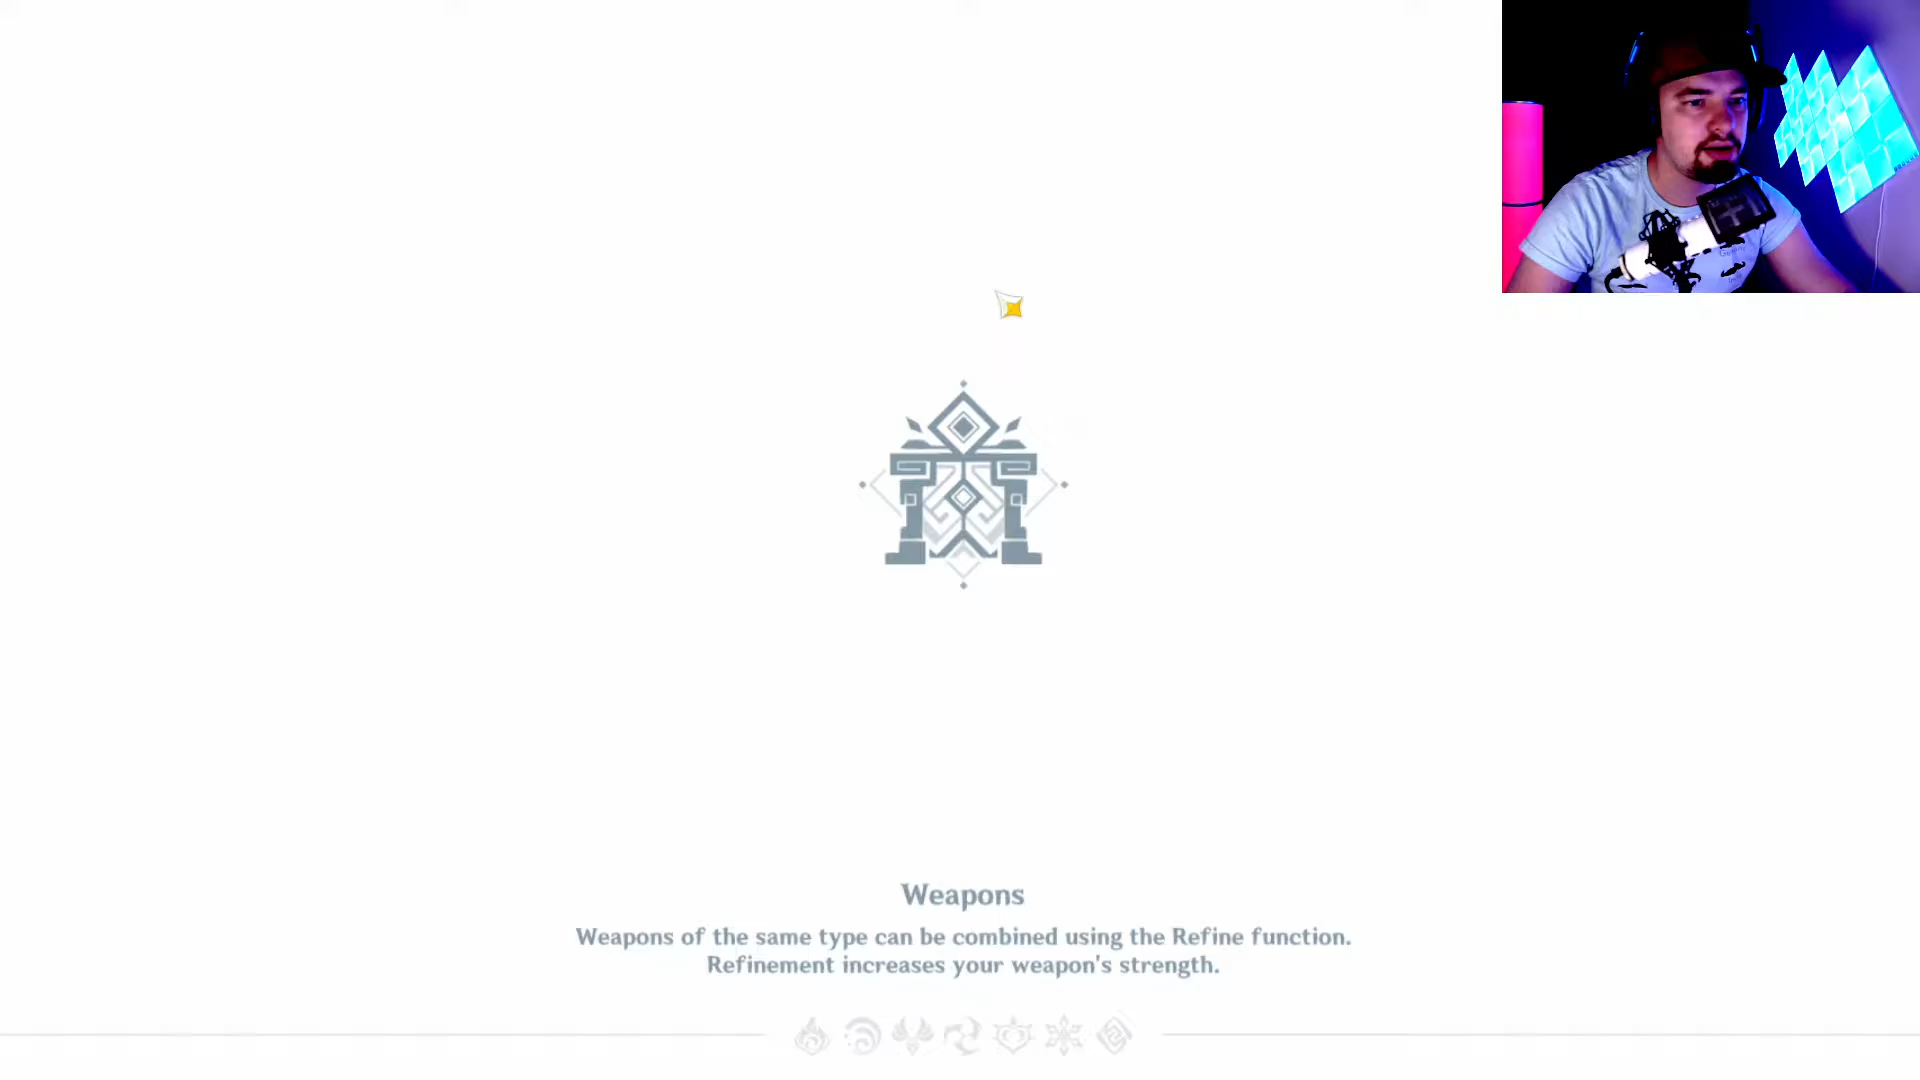 Weapons
Weapons of the same type can be combined using the Refine function.
Refinement increases your weapon's strength.